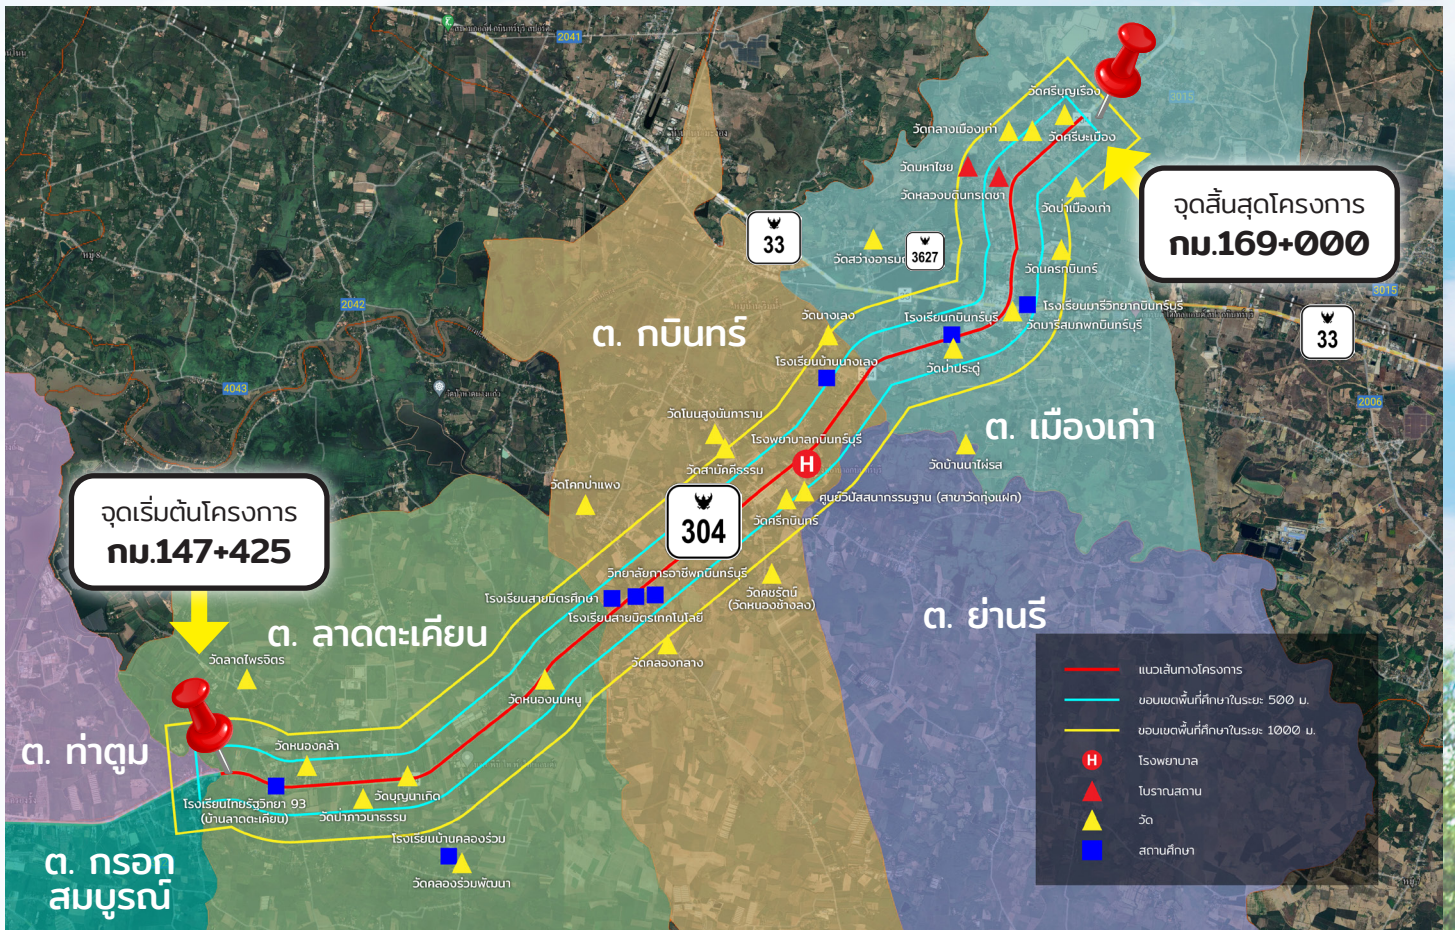 2041
3015
วัดศรีบุญเรือง
วัดกลางเมืองเก่า
วัดศรีษะเมือง
วัดมหาไชย
วัดหลวงบดินทรเดชา
วัดป่าเมืองเก่า
จุดสิ้นสุดโครงการ
กม.169+000
33
วัดสว่างอารมณ์
3627
วัดนครกบินทร์
3015
2042
วัดนางเลง
โรงเรียนกบินทร์บุรี
โรงเรียนมารีวิทยากบินทร์บุรี
วัดมารีสมภพกบินทร์บุรี
33
ต. กบินทร์
โรงเรียนบ้านนางเลง
วัดป่าประดู่
4043
2006
วัดโนนสูงนันทาราม
โรงพยาบาลกบินทร์บุรี
ต. เมืองเก่า
วัดสามัคคีธรรม
H
วัดบ้านนาไผ่รส
วัดโคกป่าแพง
ศูนย์วิปัสสนากรรมฐาน (สาขาวัดทุ่งแฝก)
จุดเริ่มต้นโครงการ
กม.147+425
304
วัดศรีกบินทร์
วิทยาลัยการอาชีพกบินทร์บุรี
โรงเรียนสายมิตรศึกษา
โรงเรียนสายมิตรเทคโนโลยี
วัดคชรัตน์
(วัดหนองช้างลง)
ต. ย่านรี
ต. ลาดตะเคียน
วัดลาดไพรจิตร
วัดคลองกลาง
วัดหนองนมหนู
ต. ท่าตูม
วัดหนองคล้า
โรงเรียนไทยรัฐวิทยา 93
(บ้านลาดตะเคียน)
วัดบุญนาเกิด
วัดป่าภาวนาธรรม
โรงเรียนบ้านคลองร่วม
วัดคลองร่วมพัฒนา
ต. กรอก
สมบูรณ์
แนวเส้นทางโครงการ
ขอบเขตพื้นที่ศึกษาในระยะ 500 ม.
ขอบเขตพื้นที่ศึกษาในระยะ 1000 ม.
H โรงพยาบาล
โบราณสถาน
วัด
สถานศึกษา